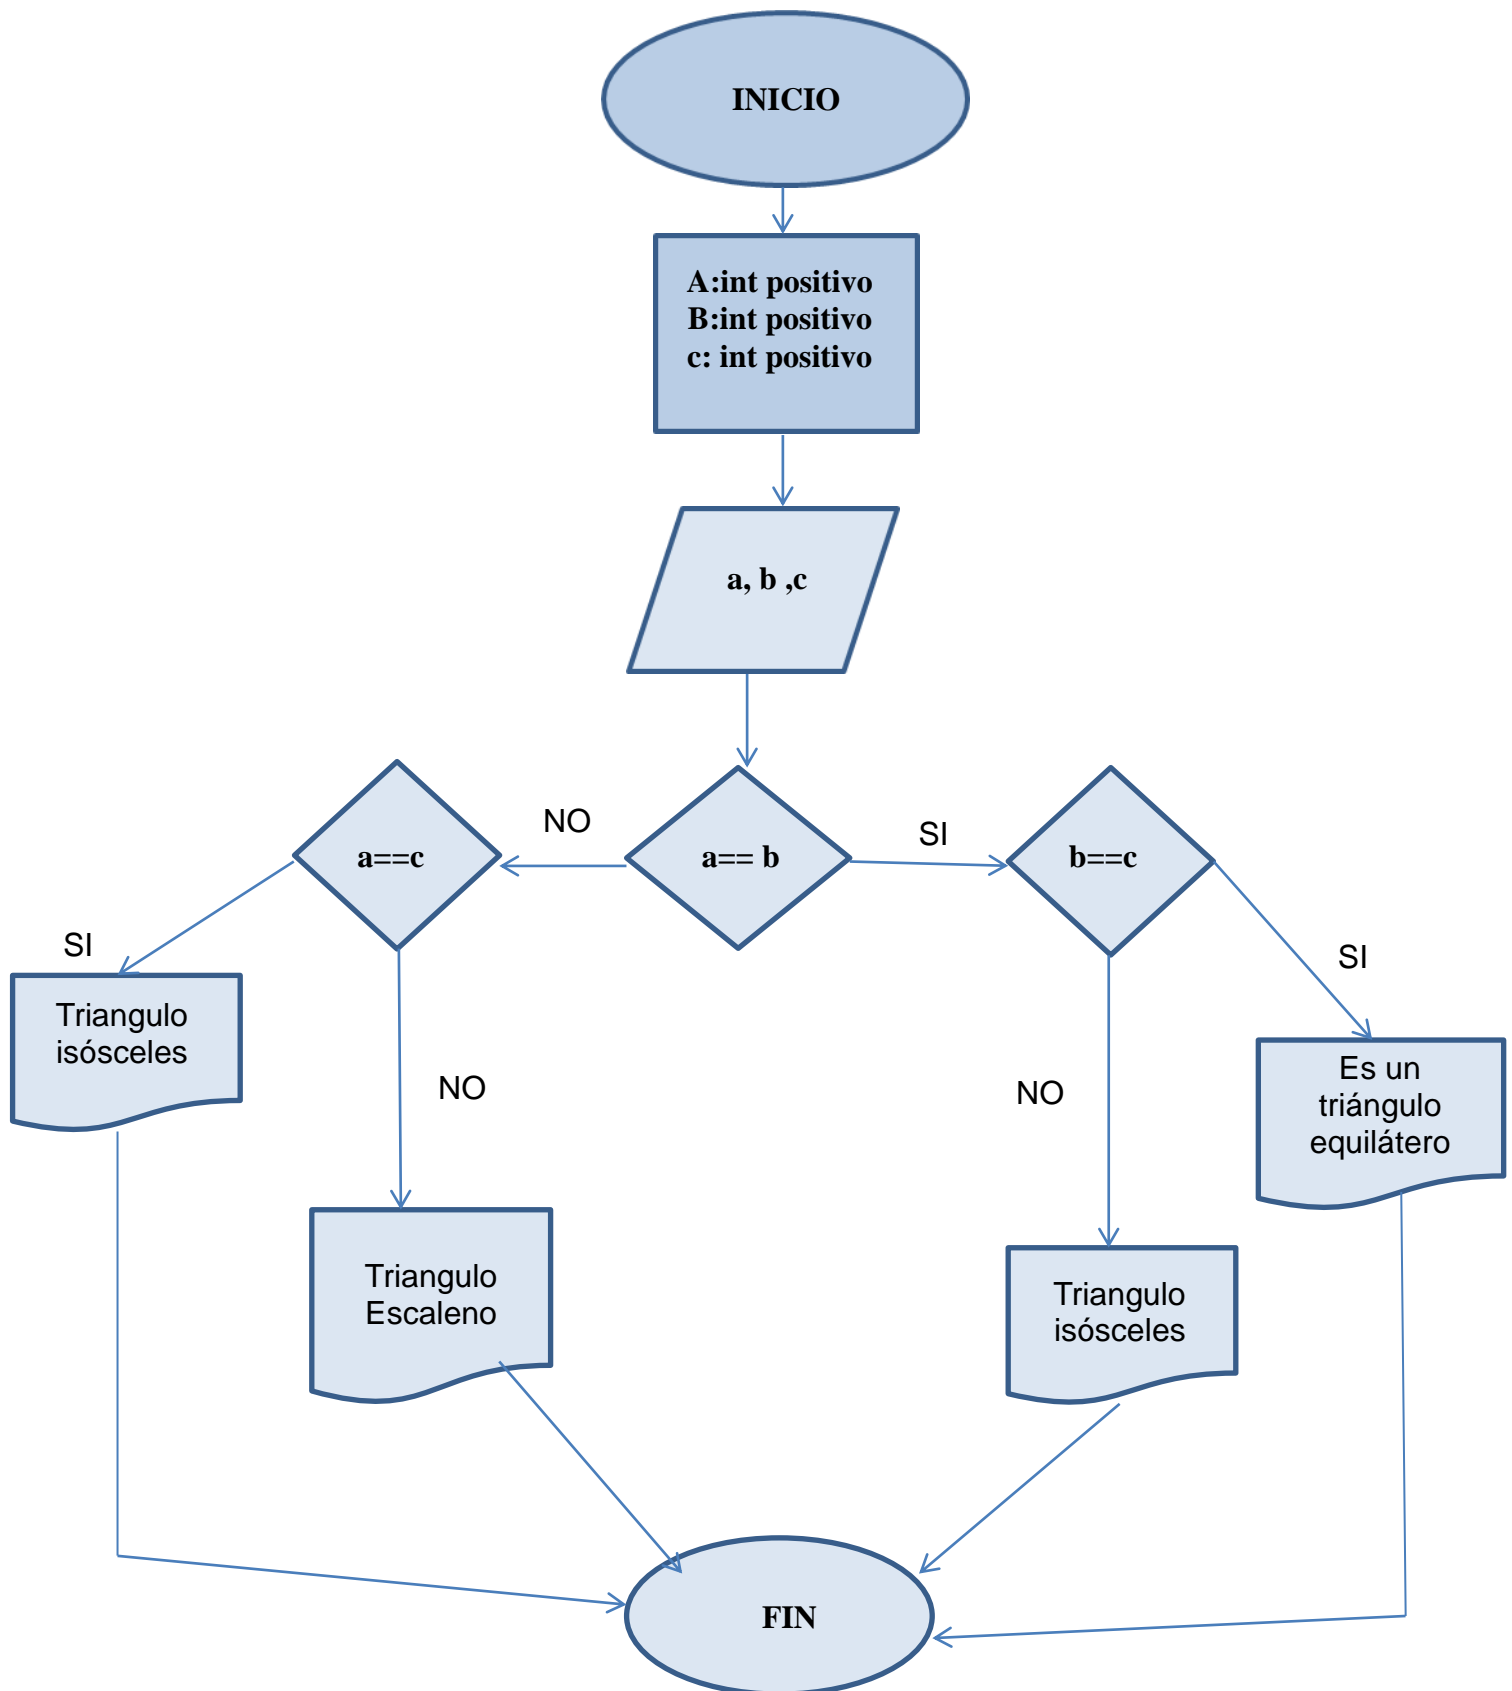 INICIO
A:int positivo
B:int positivo
c: int positivo
a, b ,c
a==c
NO
a== b
SI
b==c
SI
Triangulo
isósceles
NO
Triangulo
Escaleno
NO
Triangulo
isósceles
SI
Es un
triángulo
equilátero
FIN